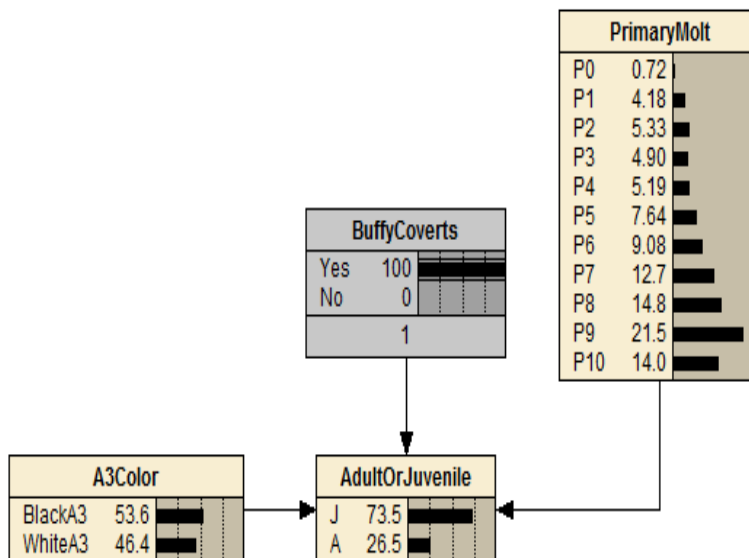 PrimaryMolt
P0 0.72
P1 4.18
P2 5.33
P3 4.90
P4 5.19
P5 7.64
P6 9.08
P7 12.7
P8 14.8
P9 21.5
P10 14.0
BuffyCoverts
Yes 100
No 0
1
A3Color
BlackA3 53.6
WhiteA3 46.4
AdultOrJuvenile
J 73.5
A 26.5